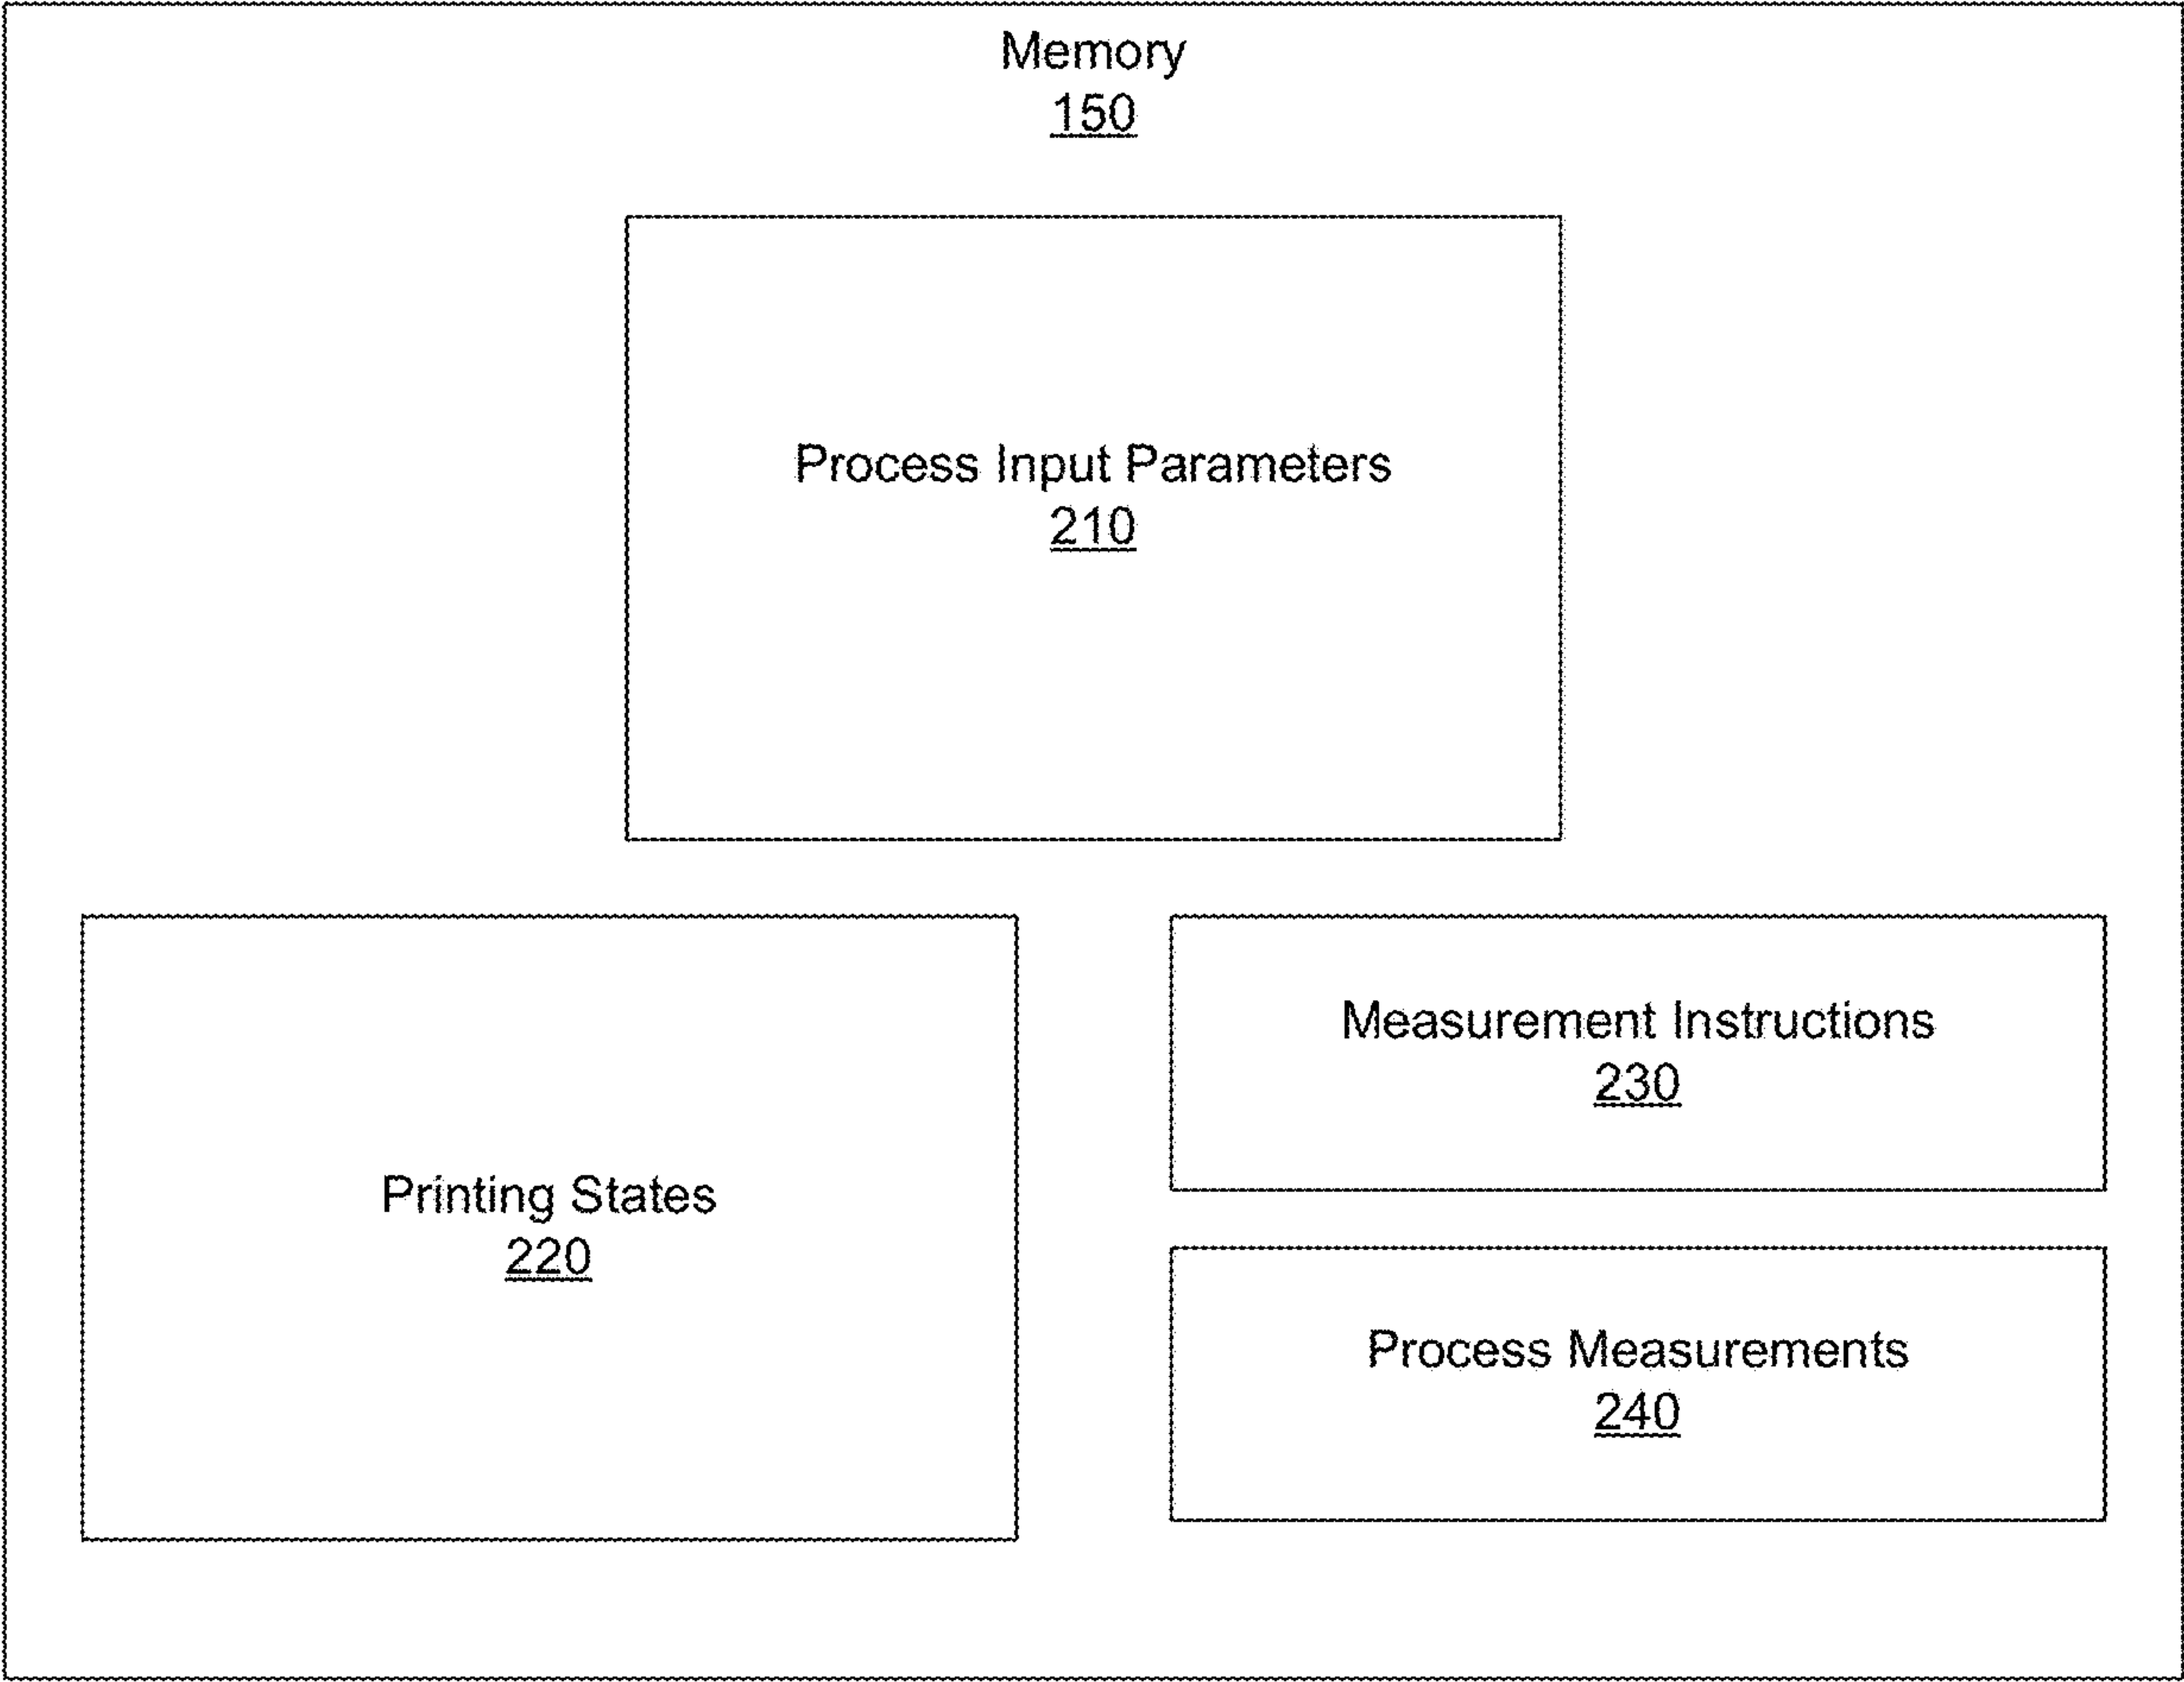 Memory
150
Process Input Parameters
210
Printing States
220
Measurement Instructions
230
Process Measurements
240